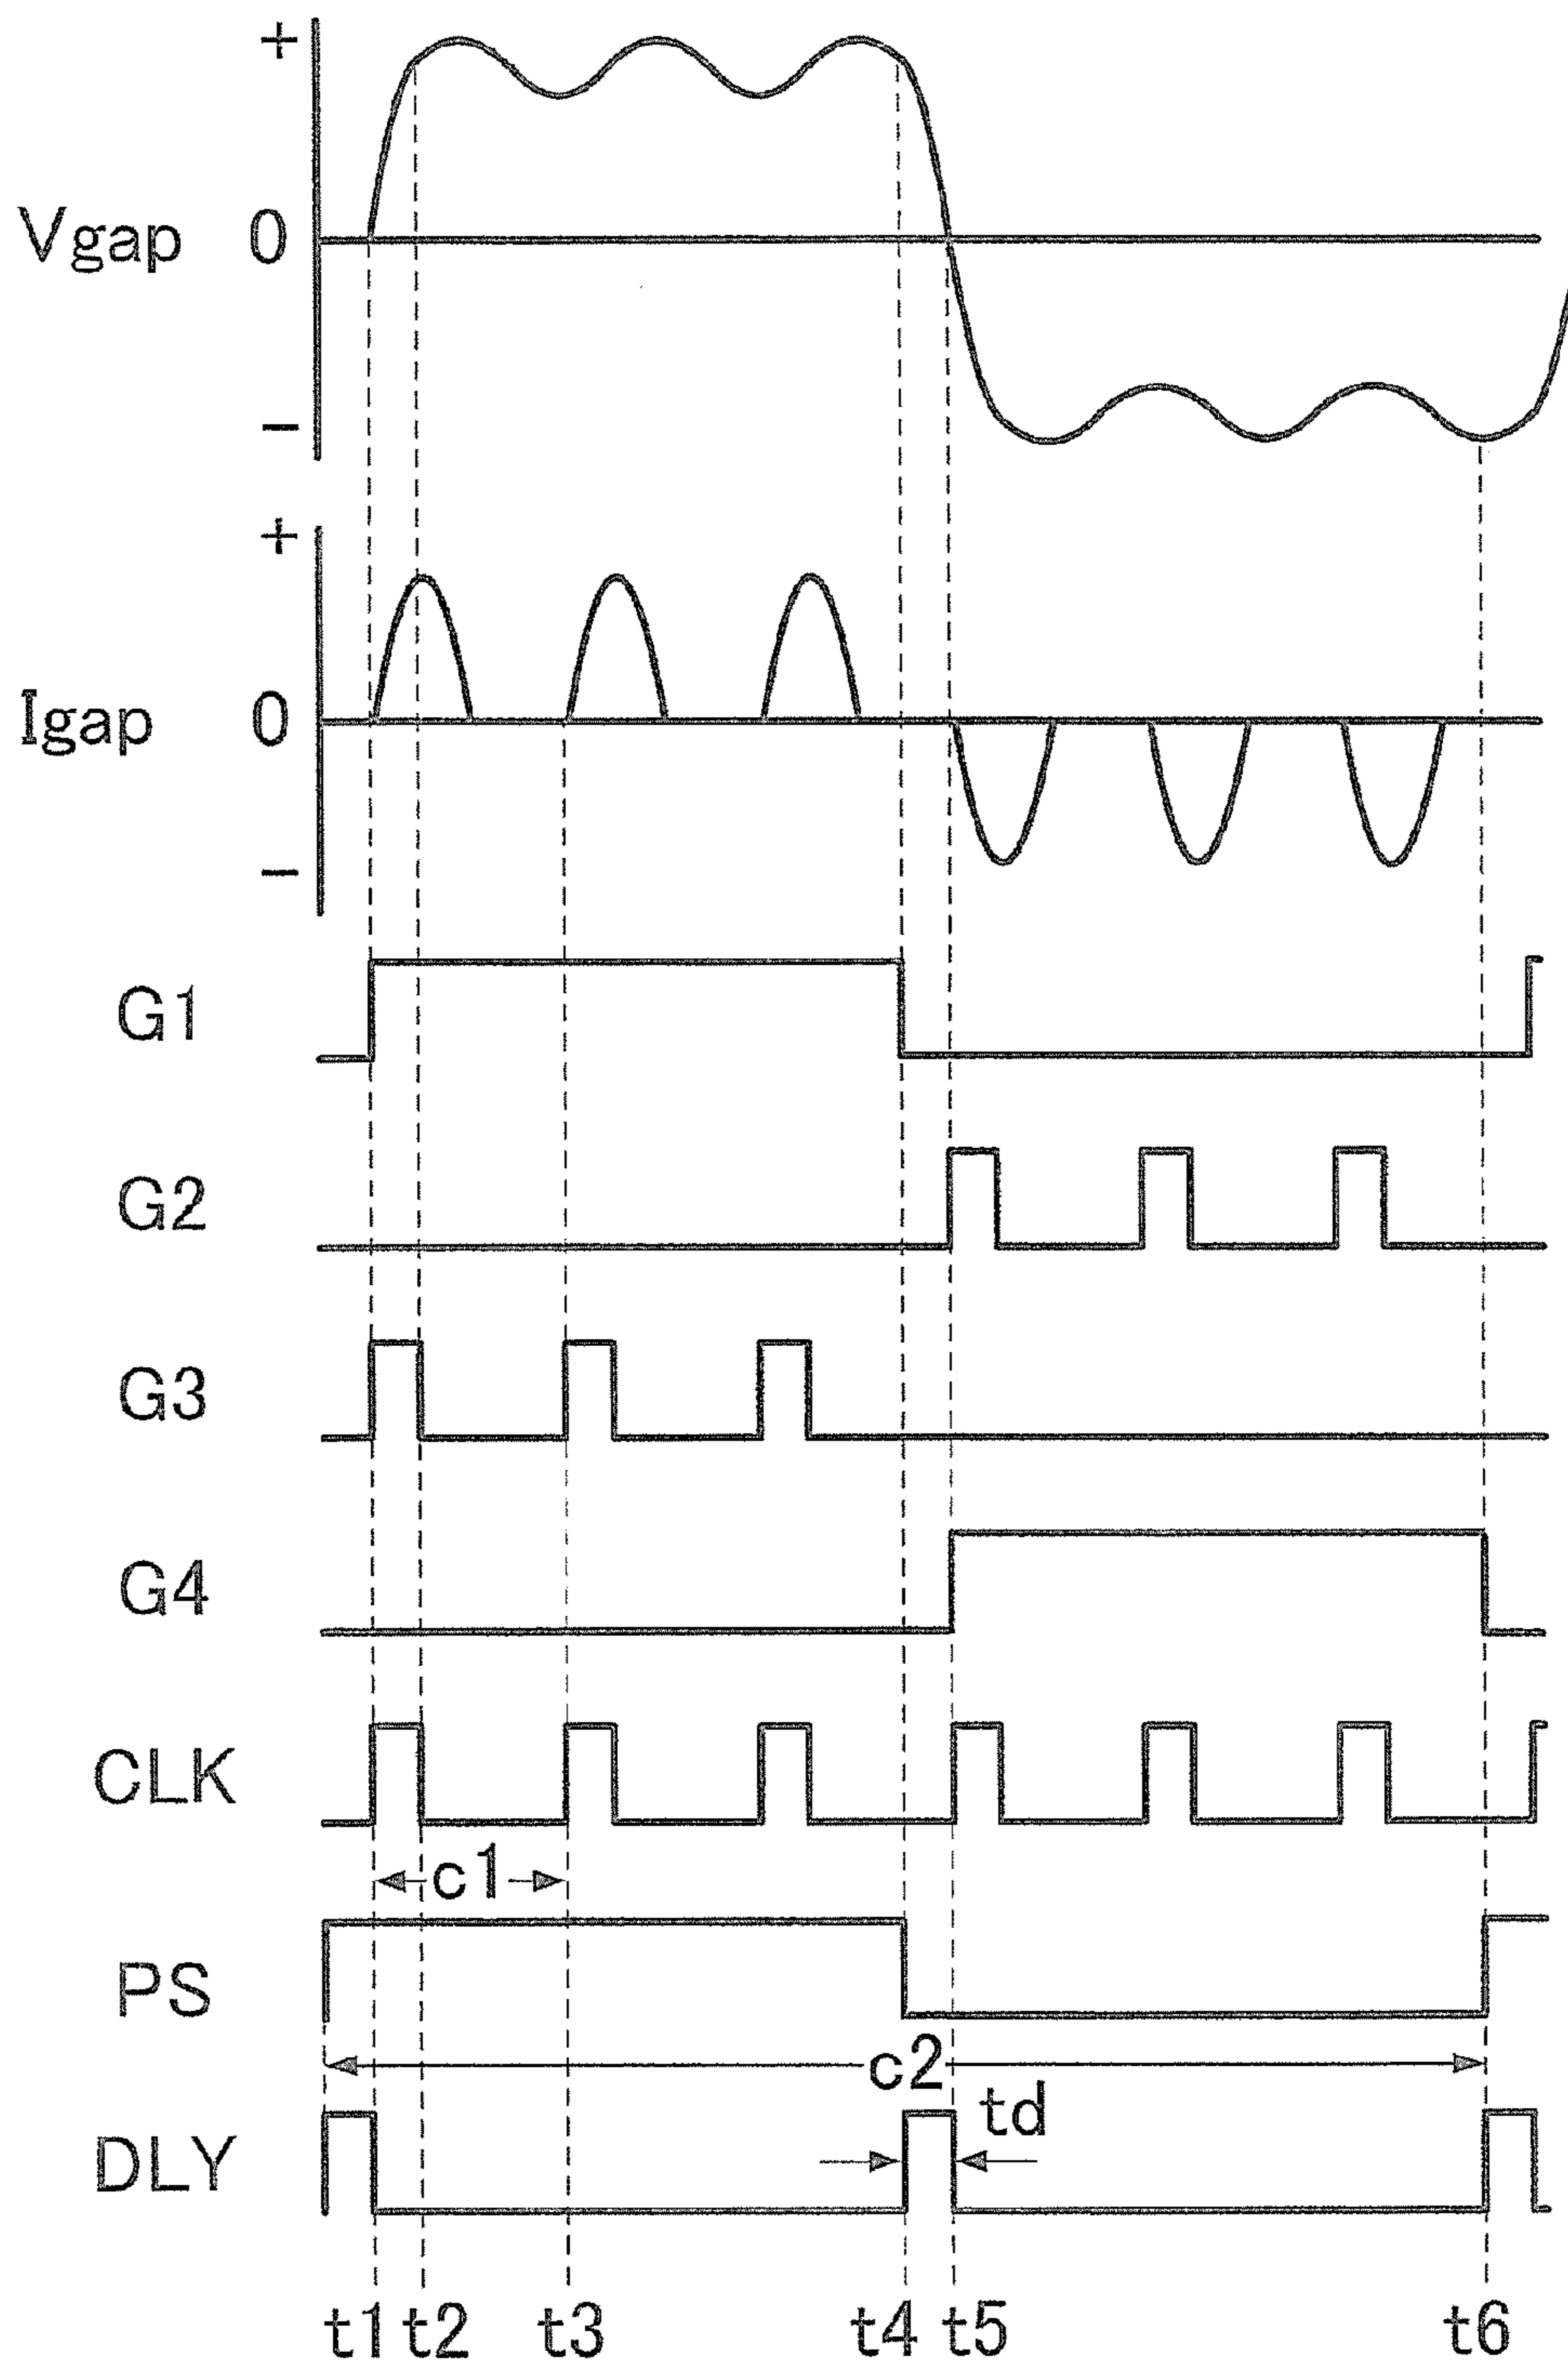 +
Vgap 0
−
+
Igap 0
−
G1
G2
G3
G4
CLK
c1
PS
c2
td
DLY
t1 t2 t3 t4 t5 t6